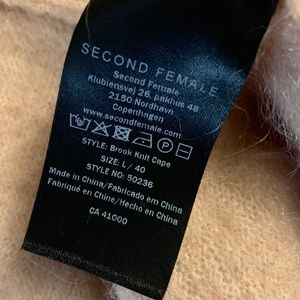 SECOND FEMALE
Second Female
Klubiensvej 26, pakhus 48
2150 Nordhavn
Copenhagen
www.secondfemale.com
STYLE: Brook Knit Cape
SIZE: L / 40
STYLE NO: 50236
Made in China/Fabricado em China
Fabriqué en China/Hecho en China
CA 41000